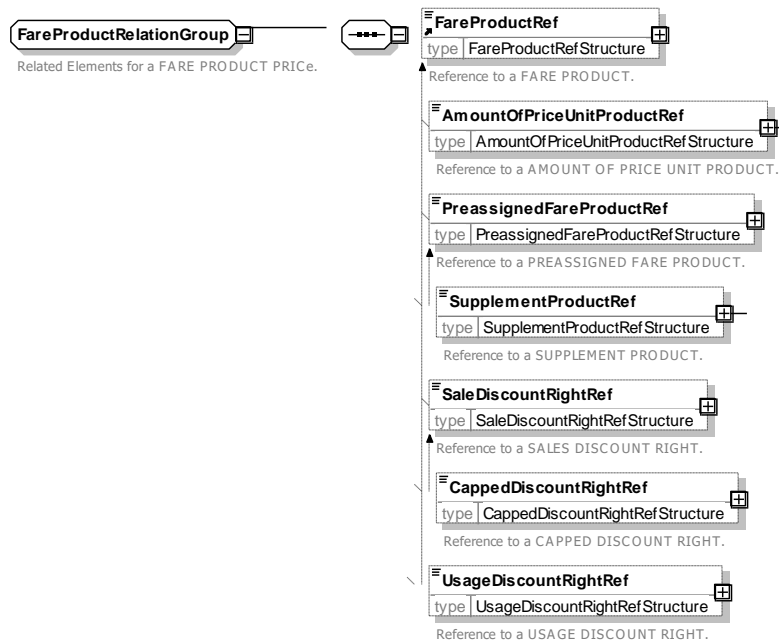 FareProductRelationGroup
Related Elements for a FARE PRODUCT PRICe.
FareProductRef
type FareProductRefStructure
Reference to a FARE PRODUCT.
AmountOfPriceUnitProductRef
type AmountOfPriceUnitProductRefStructure
Reference to a AMOUNT OF PRICE UNIT PRODUCT.
PreassignedFareProductRef
type PreassignedFareProductRefStructure
Reference to a PREASSIGNED FARE PRODUCT.
SupplementProductRef
type SupplementProductRefStructure
Reference to a SUPPLEMENT PRODUCT.
SaleDiscountRightRef
type SaleDiscountRightRefStructure
Reference to a SALES DISCOUNT RIGHT.
CappedDiscountRightRef
type CappedDiscountRightRefStructure
Reference to a CAPPED DISCOUNT RIGHT.
UsageDiscountRightRef
type UsageDiscountRightRefStructure
Reference to a USAGE DISCOUNT RIGHT.